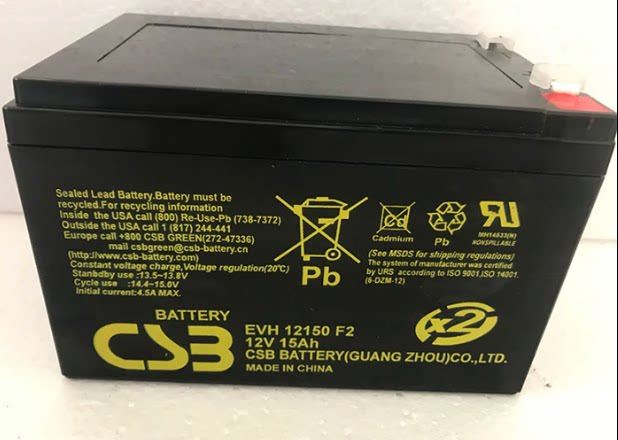 Sealed Lead Battery.Battery must be
recycled.For recycling information
Inside the USA call (800) Re-Use-Pb (738-7372)
Outside the USA call 1 (817) 244-441
Europe call +800 CSB GREEN(272-47336)
mail csbgreen@csb-battery.cn
(http://www.csb-battery.com)
Constant voltage charge,Voltage regulation(20°C)
Standby use :13.5~13.8V
Cycle use :14.4~15.0V
Initial current:4.5A MAX.
Pb
Cd
Cadmium
Pb
MH14533(N)
NONSPILLABLE
(See MSDS for shipping regulations)
The system of manufacture was certified
by URS according to ISO 9001,ISO 14001.
(6-DZM-12)
BATTERY
CSB
EVH 12150 F2
12V 15Ah
CSB BATTERY(GUANG ZHOU)CO.,LTD.
MADE IN CHINA
x2